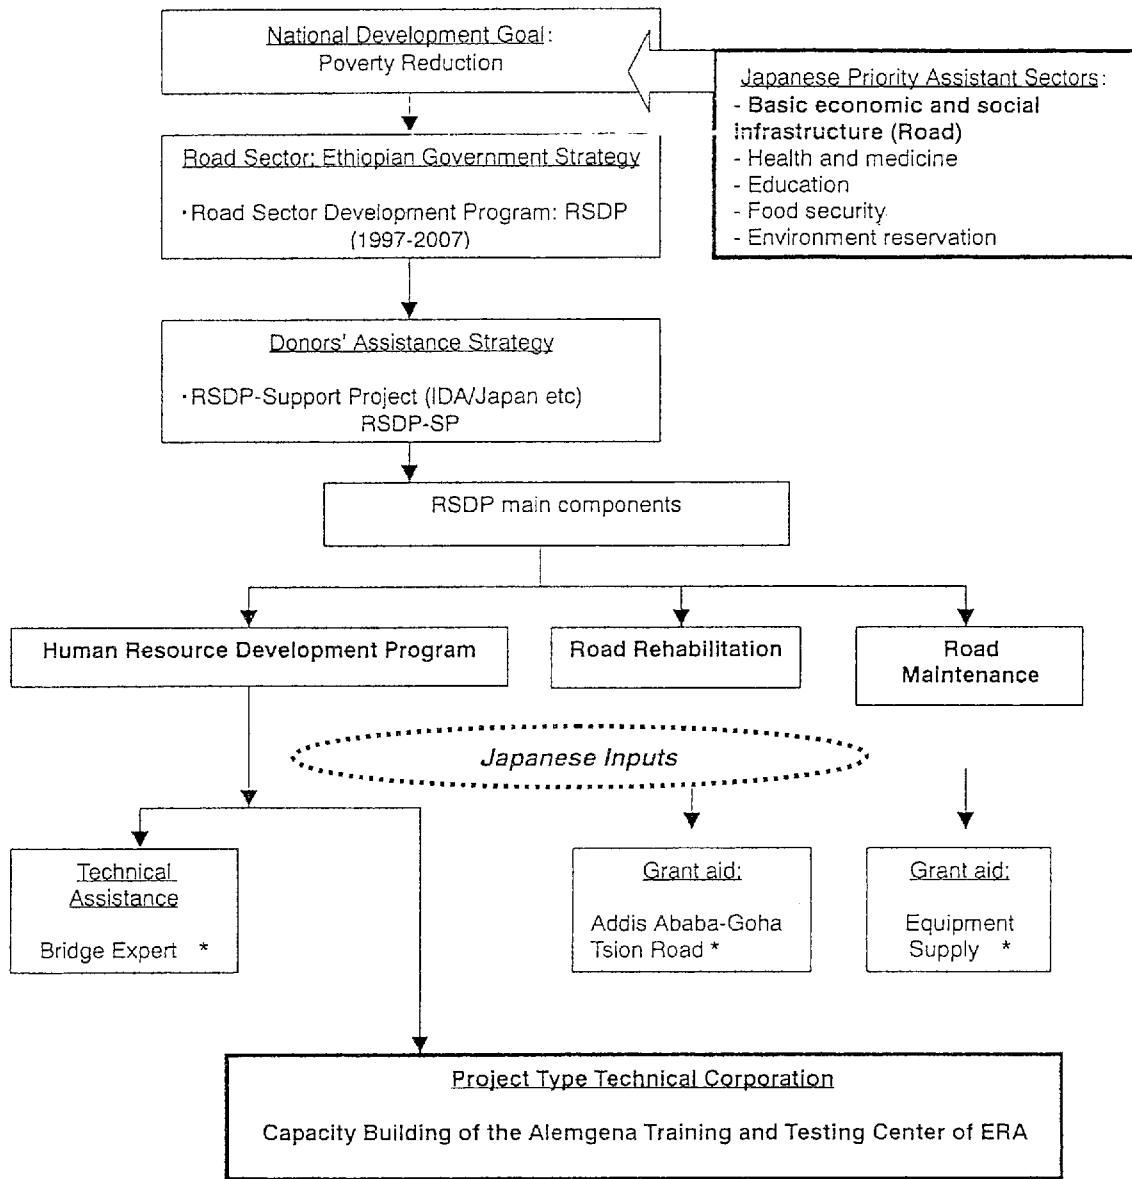 National Development Goal:
Poverty Reduction
Japanese Priority Assistant Sectors:
- Basic economic and social
infrastructure (Road)
- Health and medicine
- Education
- Food security
- Environment reservation
Road Sector: Ethiopian Government Strategy
・Road Sector Development Program: RSDP
(1997-2007)
Donors' Assistance Strategy
・RSDP-Support Project (IDA/Japan etc)
RSDP-SP
RSDP main components
Human Resource Development Program
Road Rehabilitation
Road
Maintenance
Japanese Inputs
Technical
Assistance
Bridge Expert *
Grant aid:
Addis Ababa-Goha
Tsion Road *
Grant aid:
Equipment
Supply *
Project Type Technical Corporation
Capacity Building of the Alemgena Training and Testing Center of ERA